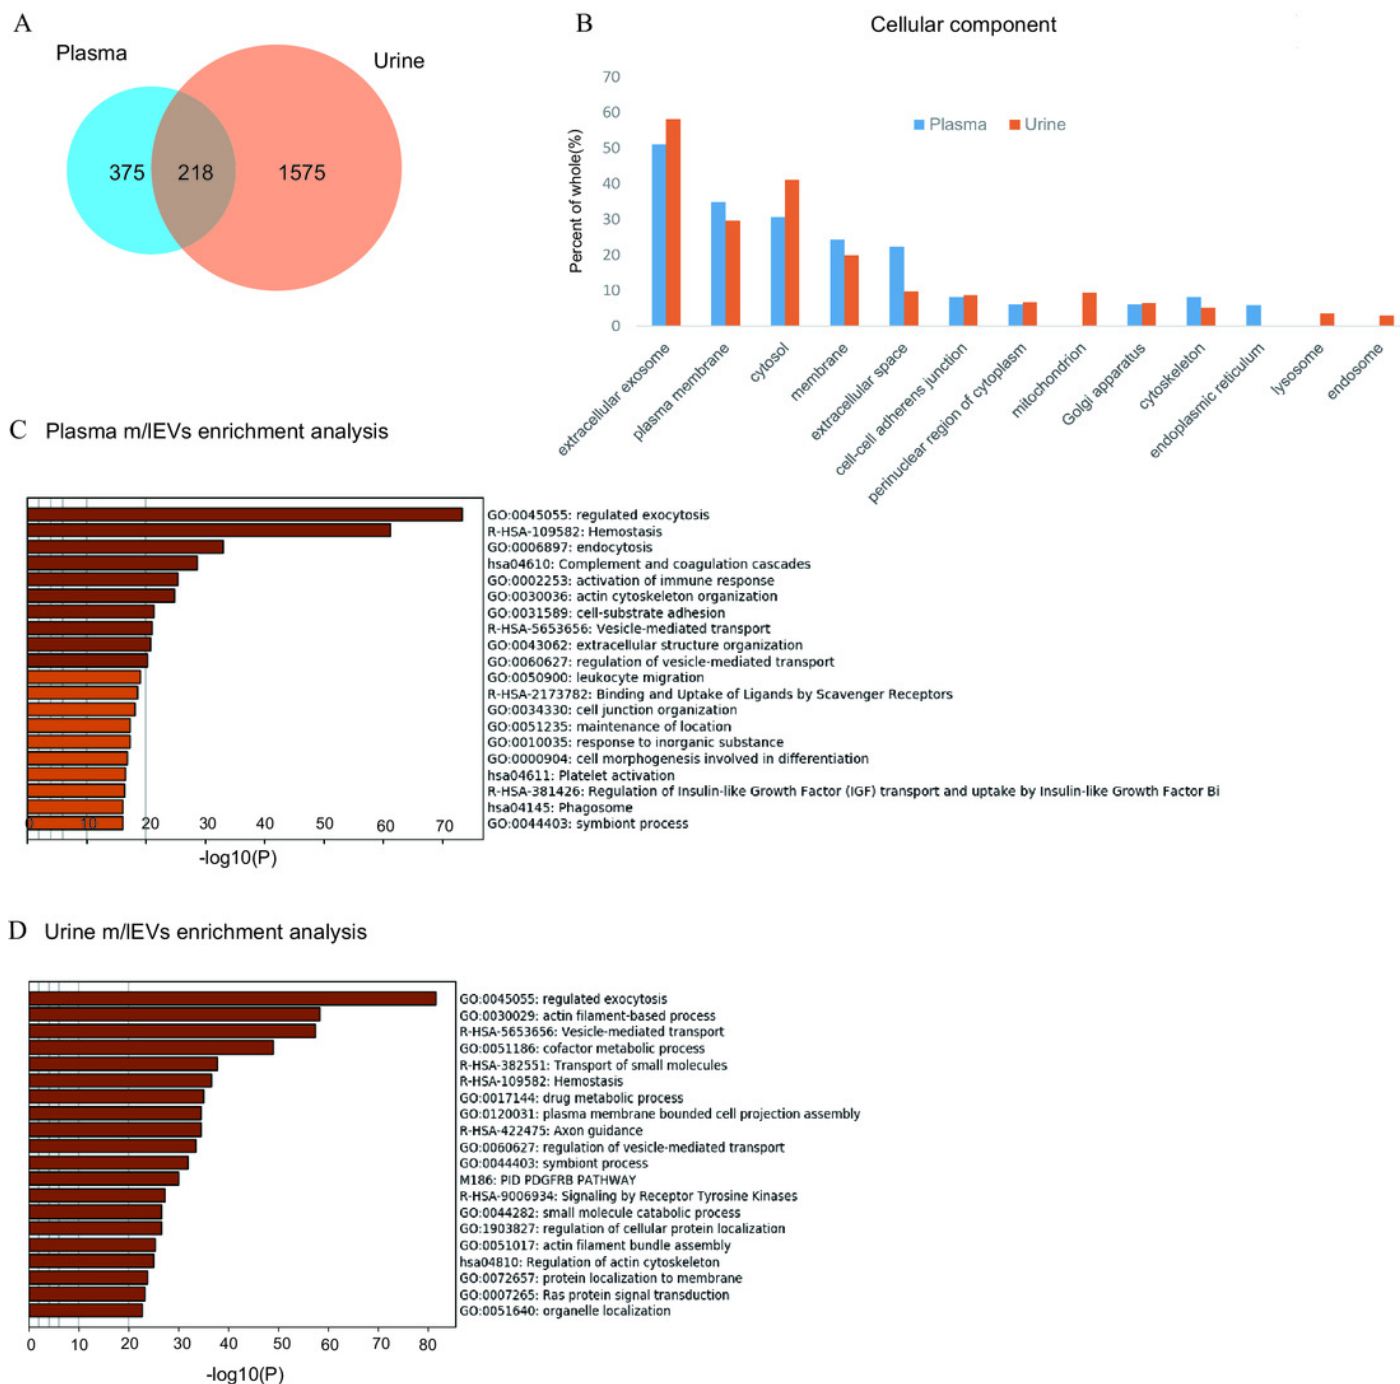 A
Plasma
Urine
375
218
1575
B
Cellular component
Percent of whole(%)
70
60
50
40
30
20
10
0
Plasma
Urine
extracellular exosome
plasma membrane
cytosol
membrane
extracellular space
cell-cell adherens junction
perinuclear region of cytoplasm
mitochondrion
Golgi apparatus
cytoskeleton
endoplasmic reticulum
lysosome
endosome
C Plasma m/lEVs enrichment analysis
GO:0045055: regulated exocytosis
R-HSA-109582: Hemostasis
GO:0006897: endocytosis
hsa04610: Complement and coagulation cascades
GO:0002253: activation of immune response
GO:0030036: actin cytoskeleton organization
GO:0031589: cell-substrate adhesion
R-HSA-5653656: Vesicle-mediated transport
GO:0043062: extracellular structure organization
GO:0060627: regulation of vesicle-mediated transport
GO:0050900: leukocyte migration
R-HSA-2173782: Binding and Uptake of Ligands by Scavenger Receptors
GO:0034330: cell junction organization
GO:0051235: maintenance of location
GO:0010035: response to inorganic substance
GO:0000904: cell morphogenesis involved in differentiation
hsa04611: Platelet activation
R-HSA-381426: Regulation of Insulin-like Growth Factor (IGF) transport and uptake by Insulin-like Growth Factor Bi
hsa04145: Phagosome
GO:0044403: symbiont process
0 10 20 30 40 50 60 70
-log10(P)
D Urine m/lEVs enrichment analysis
GO:0045055: regulated exocytosis
GO:0030029: actin filament-based process
R-HSA-5653656: Vesicle-mediated transport
GO:0051186: cofactor metabolic process
R-HSA-382551: Transport of small molecules
R-HSA-109582: Hemostasis
GO:0017144: drug metabolic process
GO:0120031: plasma membrane bounded cell projection assembly
R-HSA-422475: Axon guidance
GO:0060627: regulation of vesicle-mediated transport
GO:0044403: symbiont process
M186: PID PDGFRB PATHWAY
R-HSA-9006934: Signaling by Receptor Tyrosine Kinases
GO:0044282: small molecule catabolic process
GO:1903827: regulation of cellular protein localization
GO:0051017: actin filament bundle assembly
hsa04810: Regulation of actin cytoskeleton
GO:0072657: protein localization to membrane
GO:0007265: Ras protein signal transduction
GO:0051640: organelle localization
0 10 20 30 40 50 60 70 80
-log10(P)